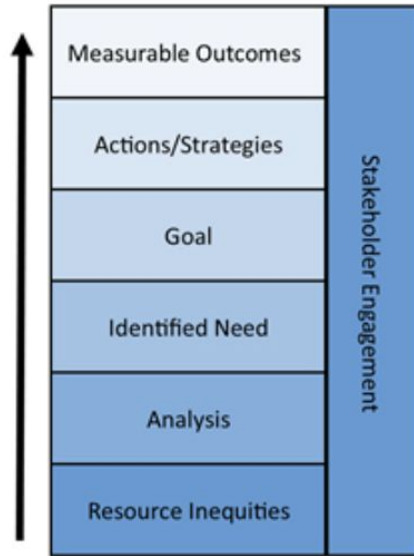 Measurable Outcomes
Actions/Strategies
Goal
Identified Need
Analysis
Resource Inequities
Stakeholder Engagement